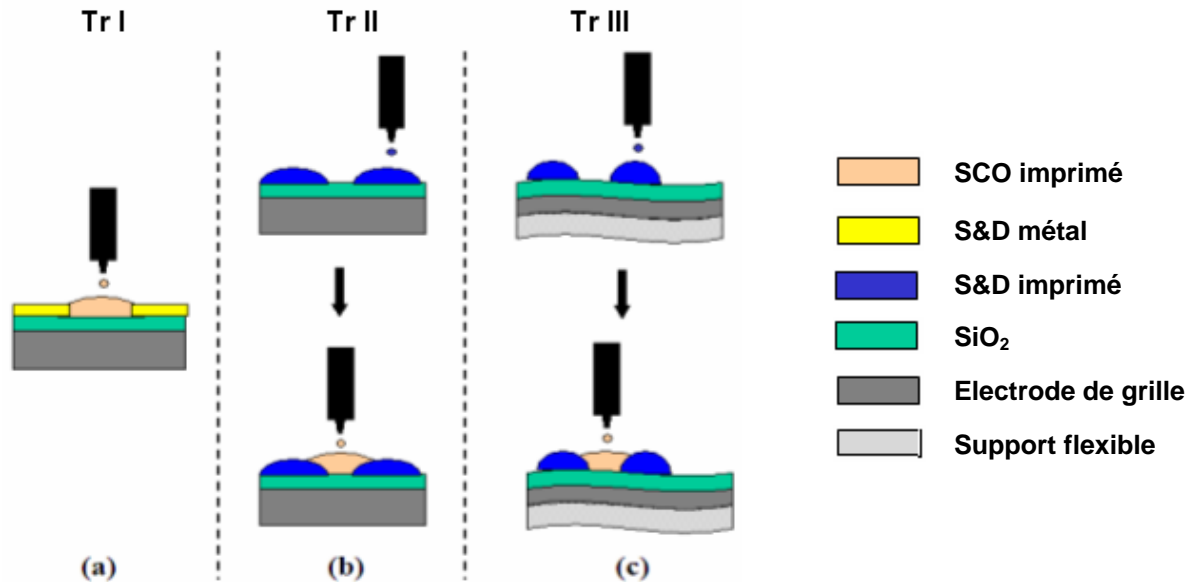 Tr I
Tr II
Tr III
SCO imprimé
S&D métal
S&D imprimé
SiO₂
Electrode de grille
Support flexible
(a)
(b)
(c)